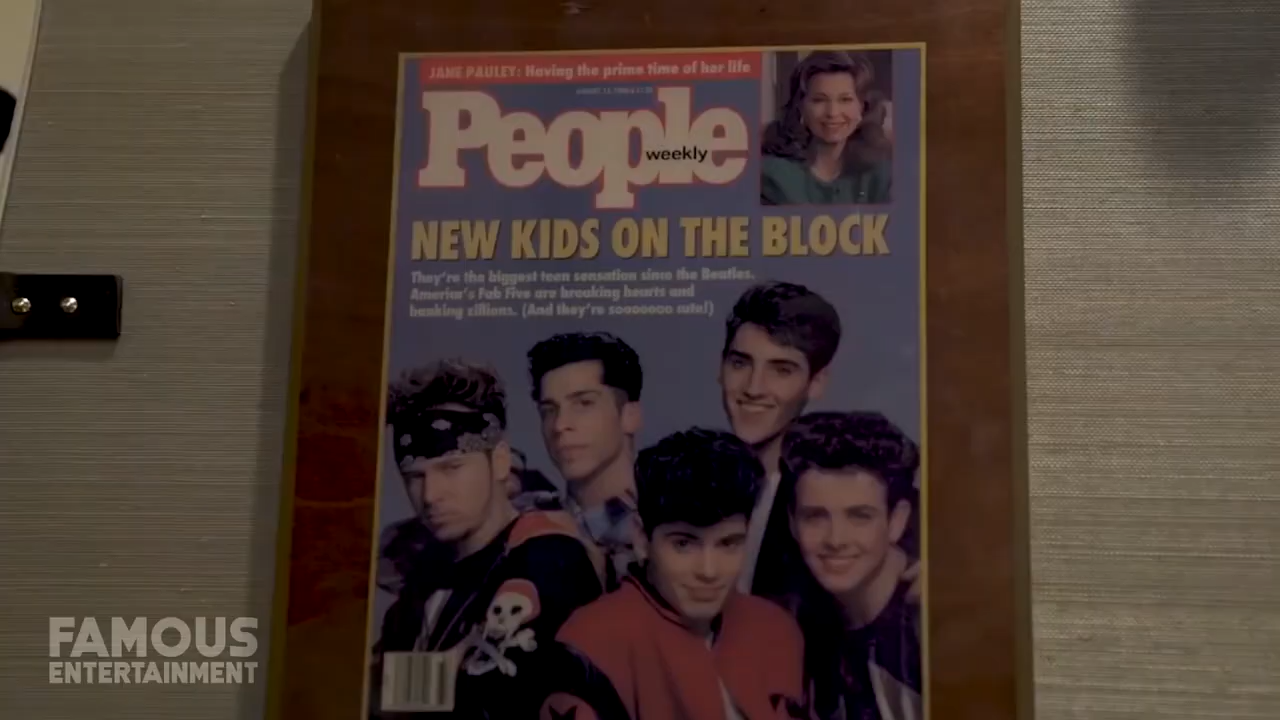 JANE PAULEY: Having the prime time of her life
People
weekly
NEW KIDS ON THE BLOCK
They're the biggest teen sensation since the Beatles.
America's Fab Five are breaking hearts and
banking zillions. (And they're sooooooo cute!)
FAMOUS
ENTERTAINMENT